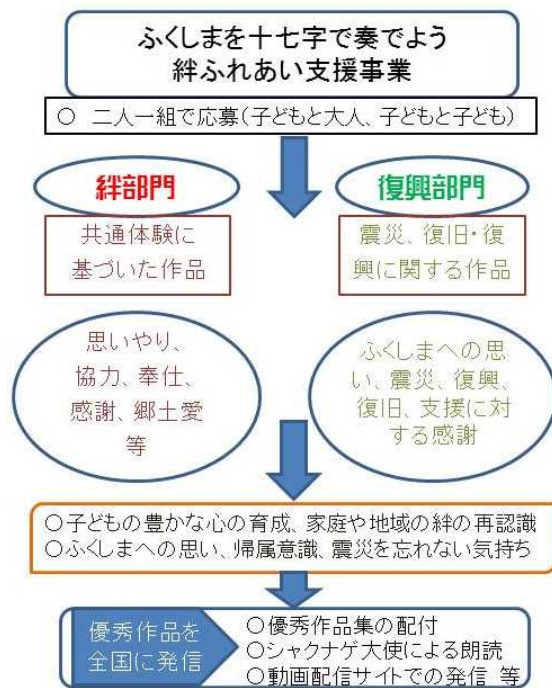 ふくしまを十七字で奏でよう
絆ふれあい支援事業
○ 二人一組で応募(子どもと大人、子どもと子ども)
絆部門
共通体験に
基づいた作品
思いやり、
協力、奉仕、
感謝、郷土愛
等
復興部門
震災、復旧・復
興に関する作品
ふくしまへの思
い、震災、復興、
復旧、支援に対
する感謝
○子どもの豊かな心の育成、家庭や地域の絆の再認識
○ふくしまへの思い、帰属意識、震災を忘れない気持ち
優秀作品を
全国に発信
○優秀作品集の配付
○シャクナゲ大使による朗読
○動画配信サイトでの発信 等